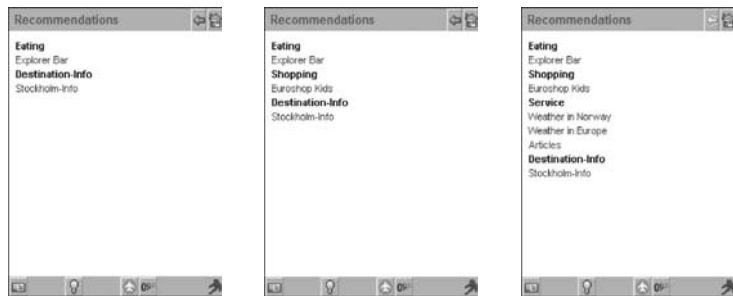 Recommendations
Eating
Explorer Bar
Destination-Info
Stockholm-Info
Recommendations
Eating
Explorer Bar
Shopping
Euroshop Kids
Destination-Info
Stockholm-Info
Recommendations
Eating
Explorer Bar
Shopping
Euroshop Kids
Service
Weather in Norway
Weather in Europe
Articles
Destination-Info
Stockholm-Info